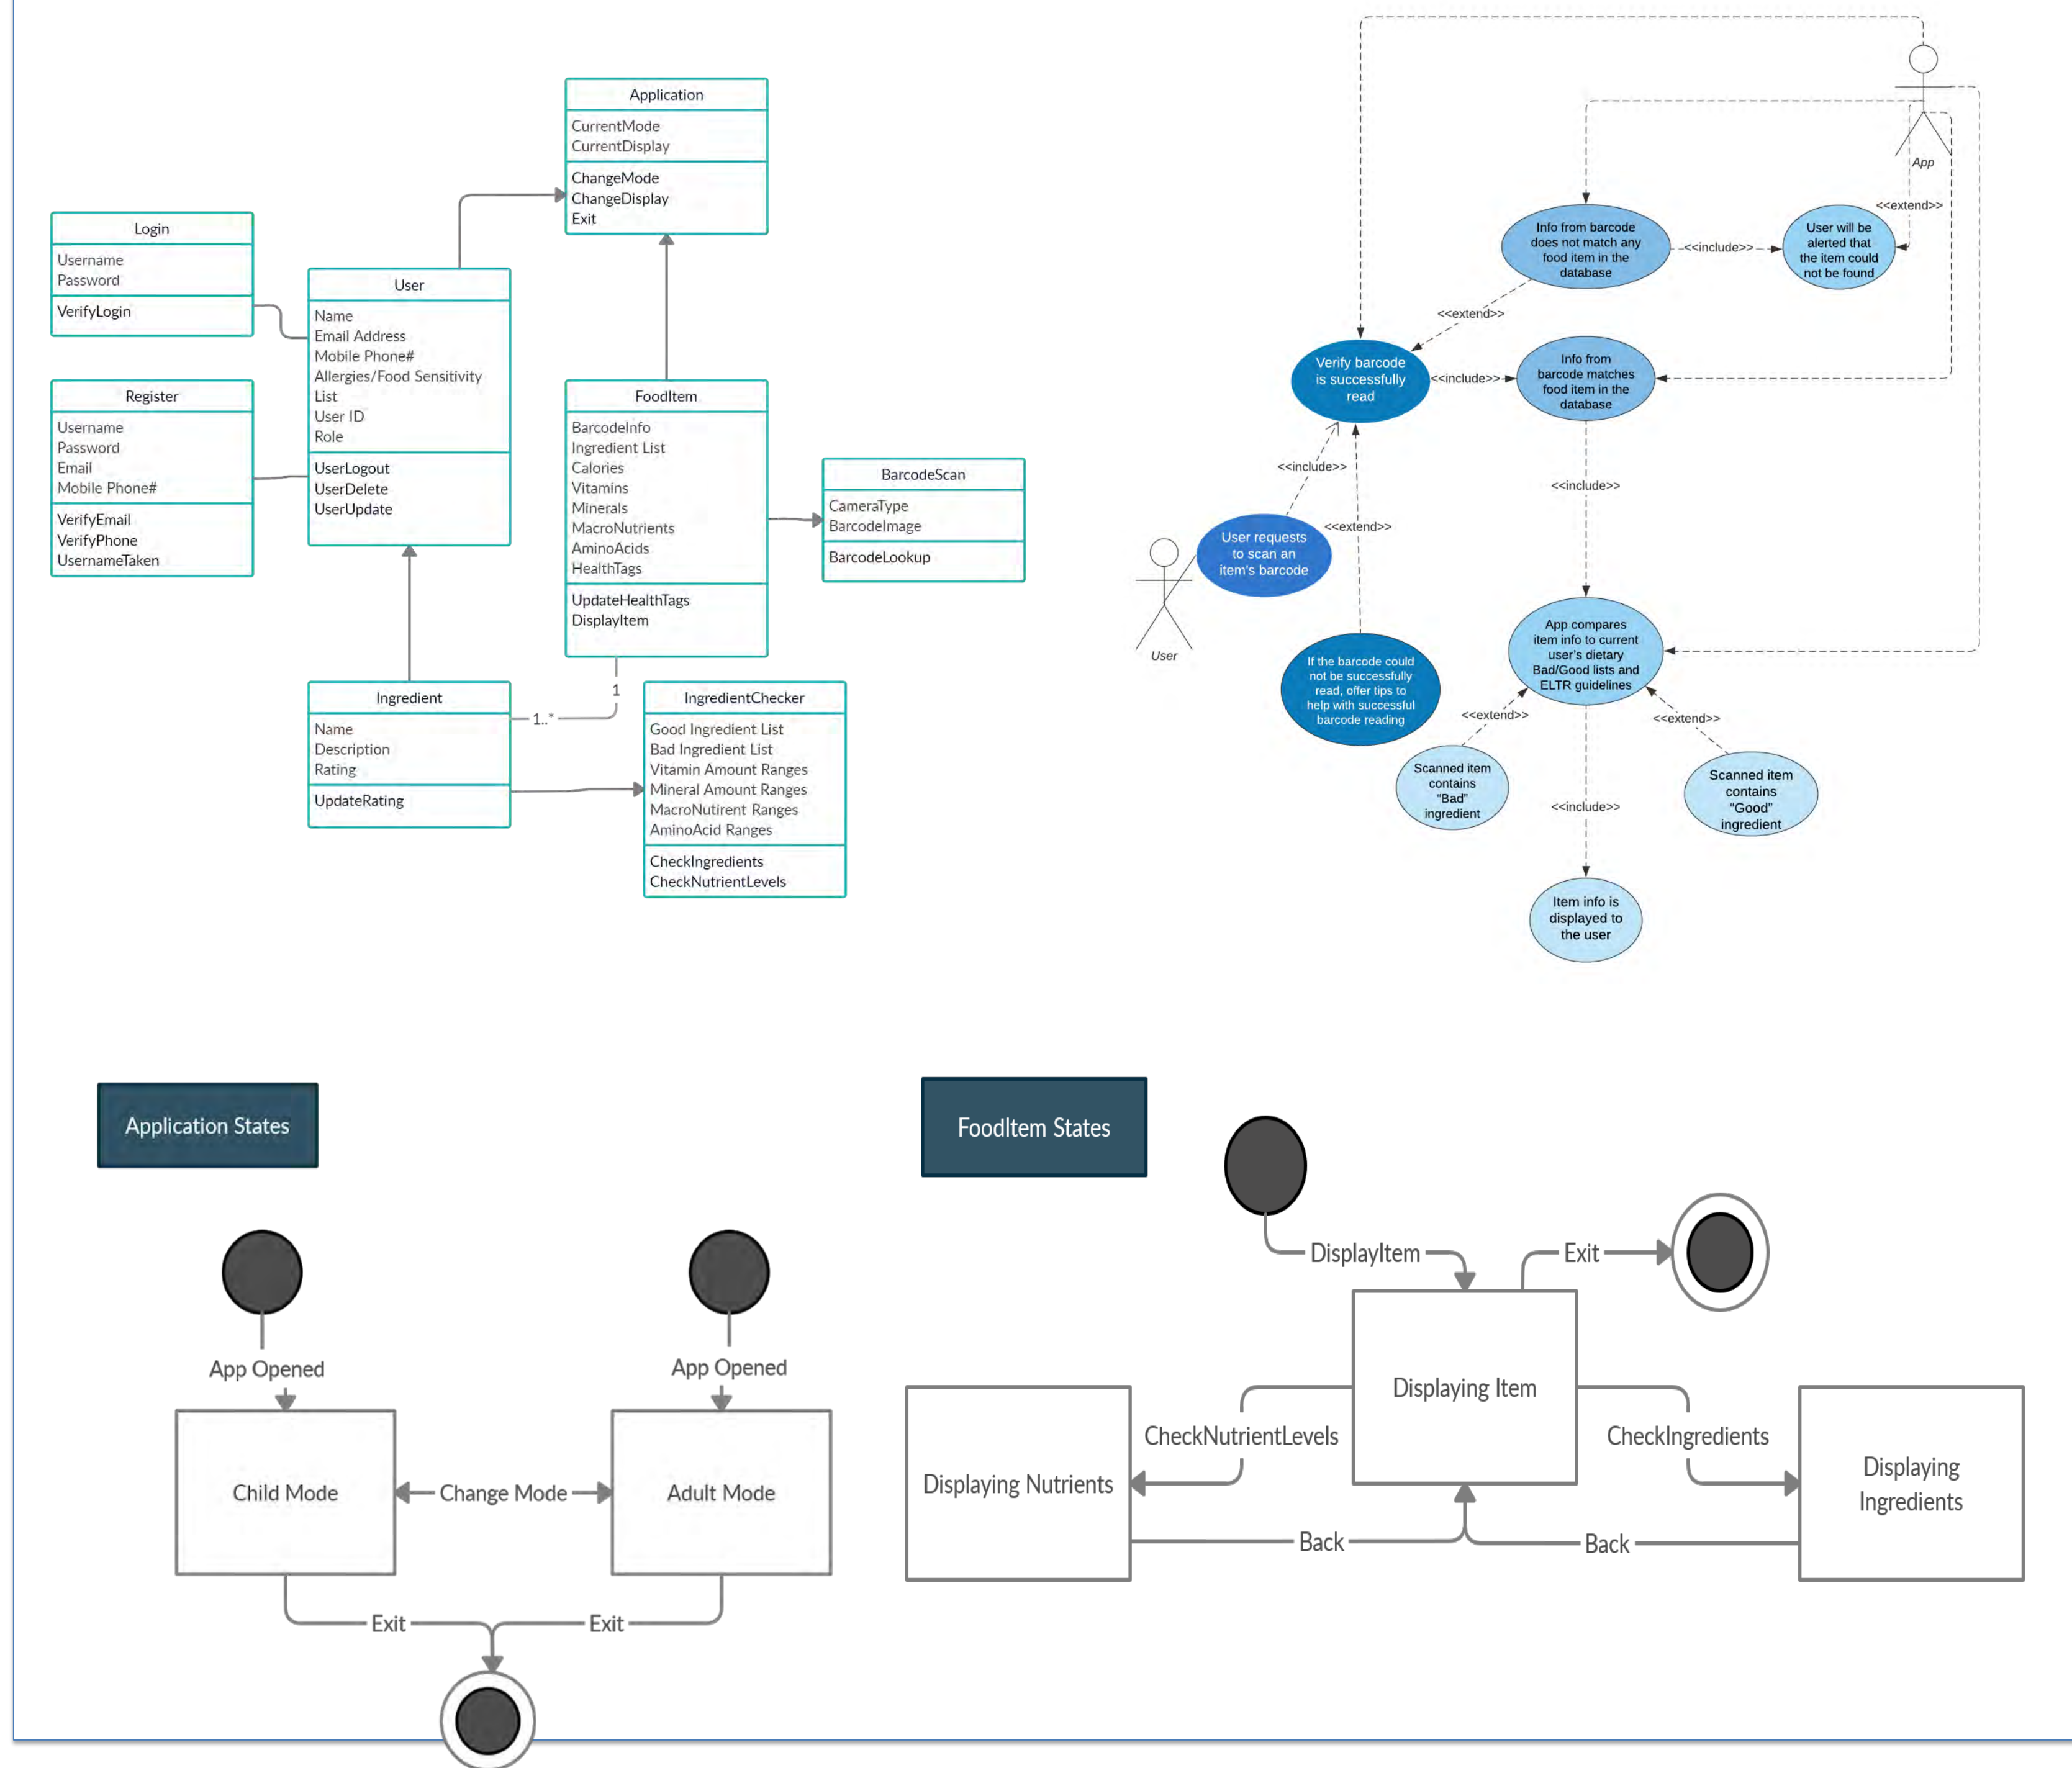 Application
CurrentMode
CurrentDisplay
ChangeMode
ChangeDisplay
Exit
Login
Username
Password
VerifyLogin
User
Name
Email Address
Mobile Phone#
Allergies/Food Sensitivity
List
User ID
Role
UserLogout
UserDelete
UserUpdate
Register
Username
Password
Email
Mobile Phone#
VerifyEmail
VerifyPhone
UsernameTaken
FoodItem
BarcodeInfo
Ingredient List
Calories
Vitamins
Minerals
MacroNutrients
AminoAcids
HealthTags
UpdateHealthTags
DisplayItem
BarcodeScan
CameraType
BarcodeImage
BarcodeLookup
1
1..*
Ingredient
Name
Description
Rating
UpdateRating
IngredientChecker
Good Ingredient List
Bad Ingredient List
Vitamin Amount Ranges
Mineral Amount Ranges
MacroNutirent Ranges
AminoAcid Ranges
CheckIngredients
CheckNutrientLevels
App
<<extend>>
Info from barcode
does not match any
food item in the
database
<<include>>
User will be
alerted that
the item could
not be found
<<extend>>
Verify barcode
is successfully
read
<<include>>
Info from
barcode matches
food item in the
database
<<include>>
<<include>>
<<extend>>
User requests
to scan an
item's barcode
User
If the barcode could
not be successfully
read, offer tips to
help with successful
barcode reading
App compares
item info to current
user's dietary
Bad/Good lists and
ELTR guidelines
<<extend>>
<<extend>>
Scanned item
contains
“Bad”
ingredient
Scanned item
contains
“Good”
ingredient
<<include>>
Item info is
displayed to
the user
Application States
App Opened
App Opened
Child Mode
Change Mode
Adult Mode
Exit
Exit
FoodItem States
DisplayItem
Exit
Displaying Item
CheckNutrientLevels
CheckIngredients
Displaying Nutrients
Displaying
Ingredients
Back
Back